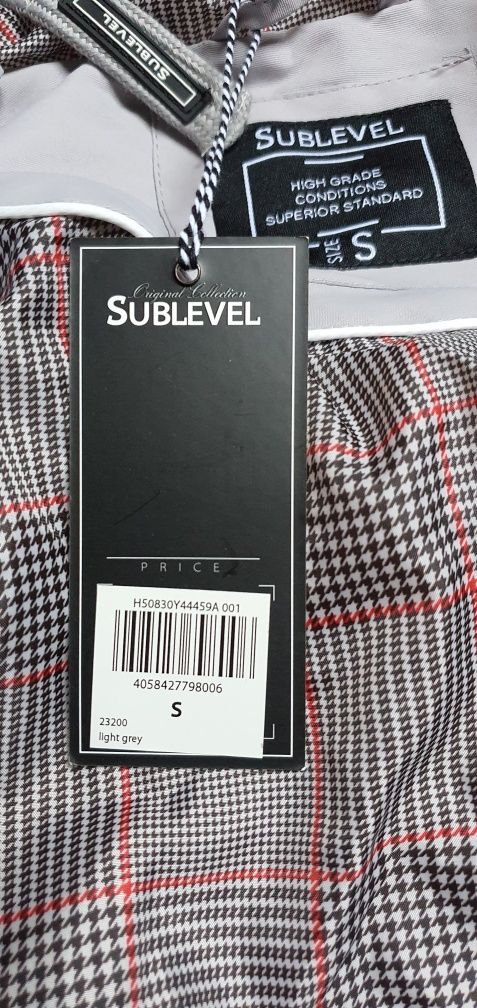 SUBLEVEL
SUBLEVEL
HIGH GRADE
CONDITIONS
SUPERIOR STANDARD
SIZE S
Original Collection
SUBLEVEL
PRICE
H50830Y44459A 001
4058427798006
S
23200
light grey